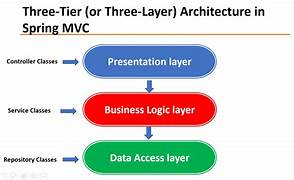 Three-Tier (or Three-Layer) Architecture in
Spring MVC
Controller Classes
Presentation layer
Service Classes
Business Logic layer
Repository Classes
Data Access layer